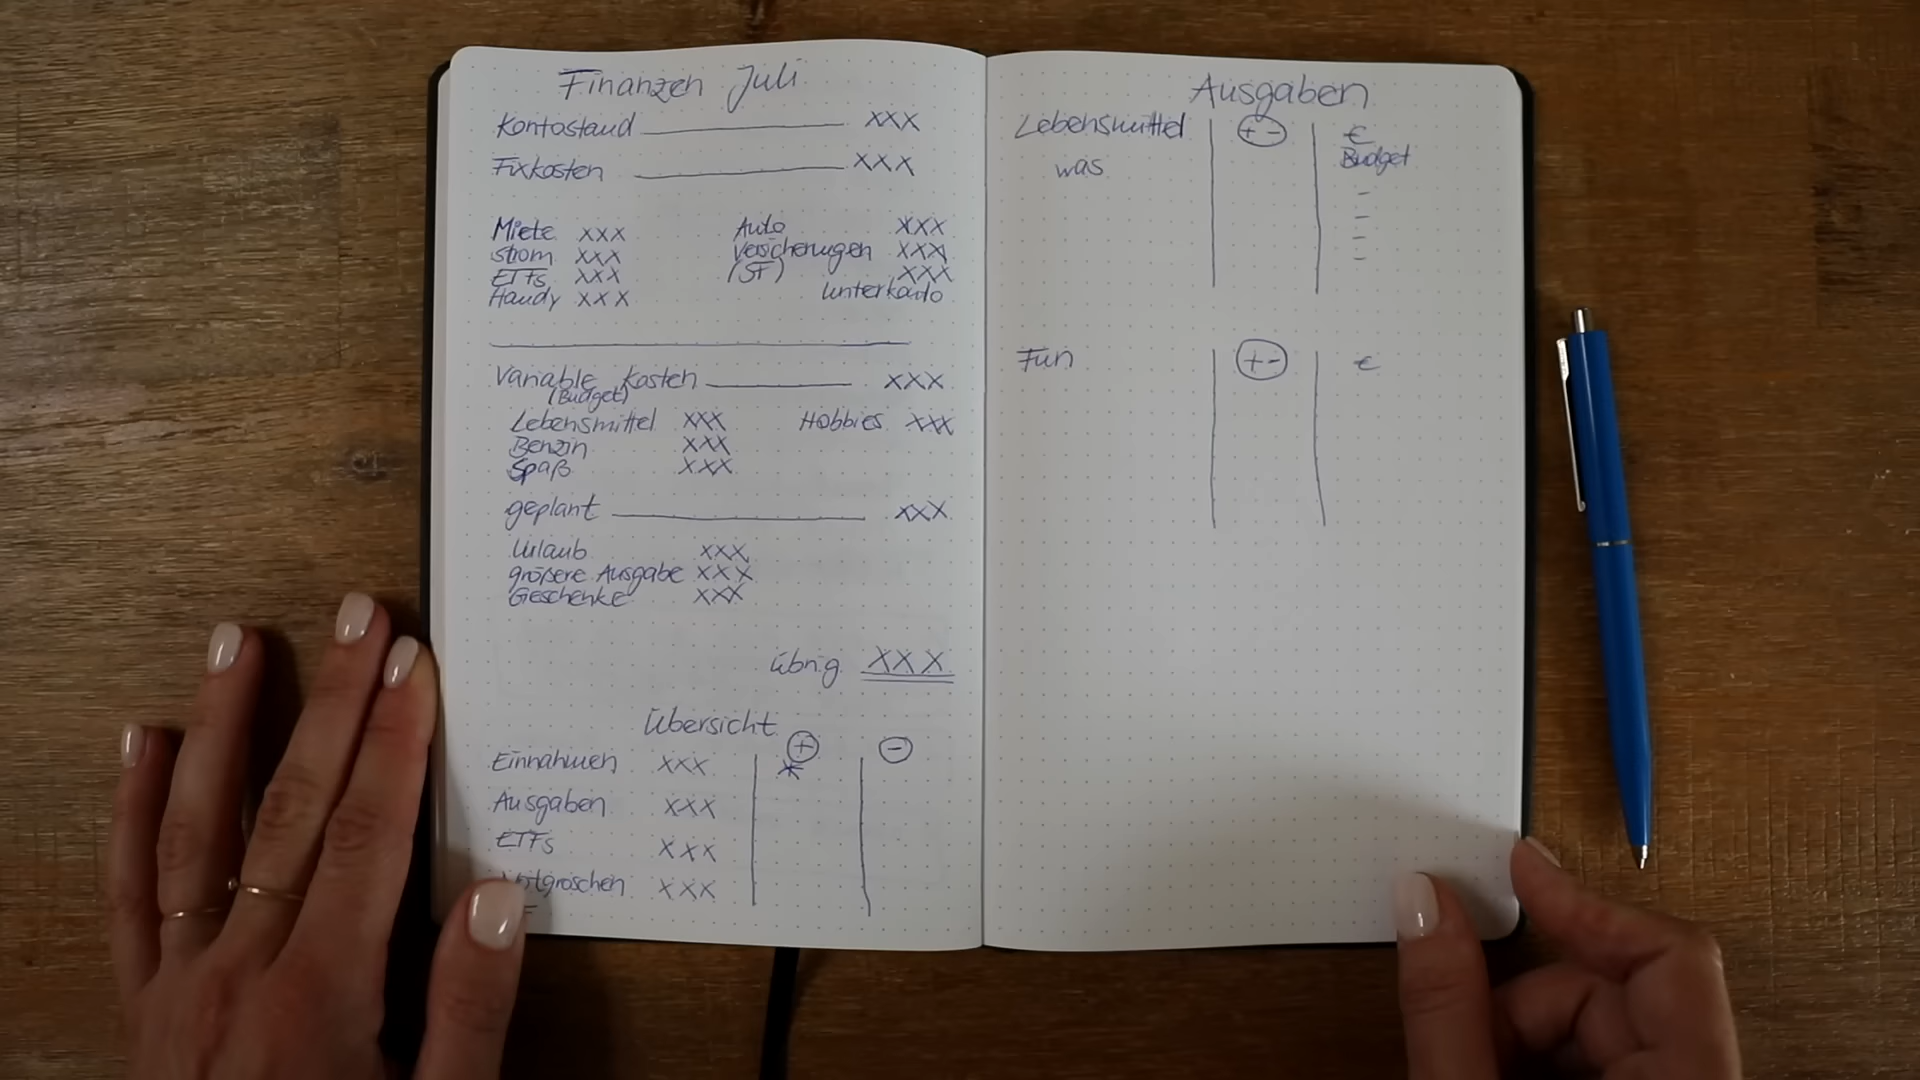 Finanzen Juli
Kontostand XXX
Fixkosten XXX
Miete XXX Auto XXX
Strom XXX Versicherungen XXX
ETFs XXX (SF) XXX
Handy XXX Unterkonto
Variable Kosten XXX
(Budget)
Lebensmittel XXX Hobbies XXX
Benzin XXX
Spaß XXX
geplant XXX
Urlaub XXX
größere Ausgabe XXX
Geschenke XXX
übrig XXX
Übersicht
Einnahmen XXX + -
Ausgaben XXX
ETFs XXX
Notgroschen XXX
Ausgaben
Lebensmittel + - €
was Budget
Fun + - €